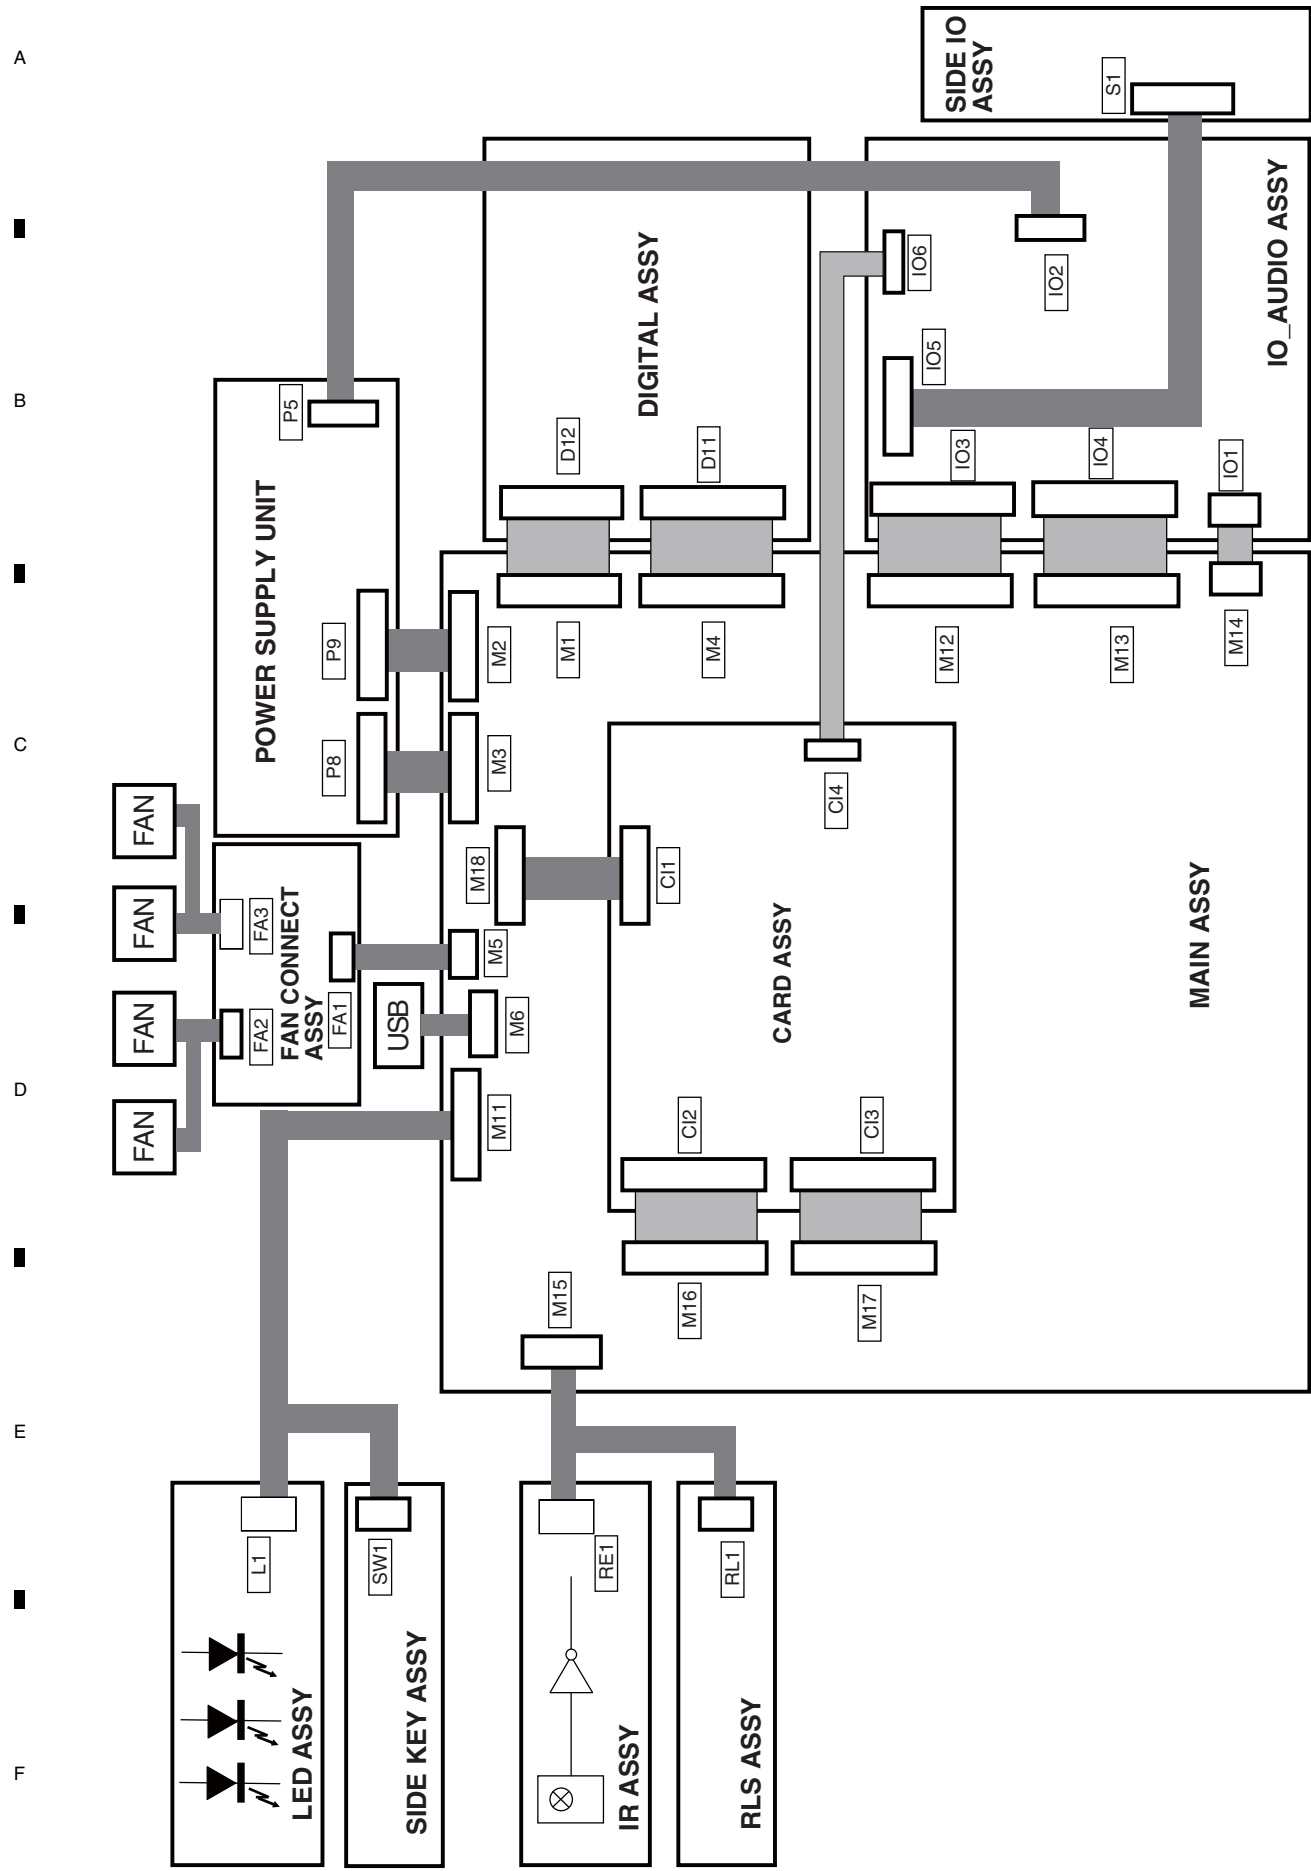 A
B
C
D
E
F
SIDE IO
ASSY
S1
IO_AUDIO ASSY
IO6
IO2
IO5
IO3
IO4
IO1
DIGITAL ASSY
D12
D11
P5
POWER SUPPLY UNIT
P9
P8
M2
M3
M1
M4
M12
M13
M14
FAN
FAN
FAN
FAN
FA3
FA2
FAN CONNECT
ASSY
FA1
USB
M18
M5
M6
M11
CI1
CI4
CARD ASSY
MAIN ASSY
CI2
CI3
M16
M17
M15
L1
LED ASSY
SW1
SIDE KEY ASSY
RE1
IR ASSY
RL1
RLS ASSY